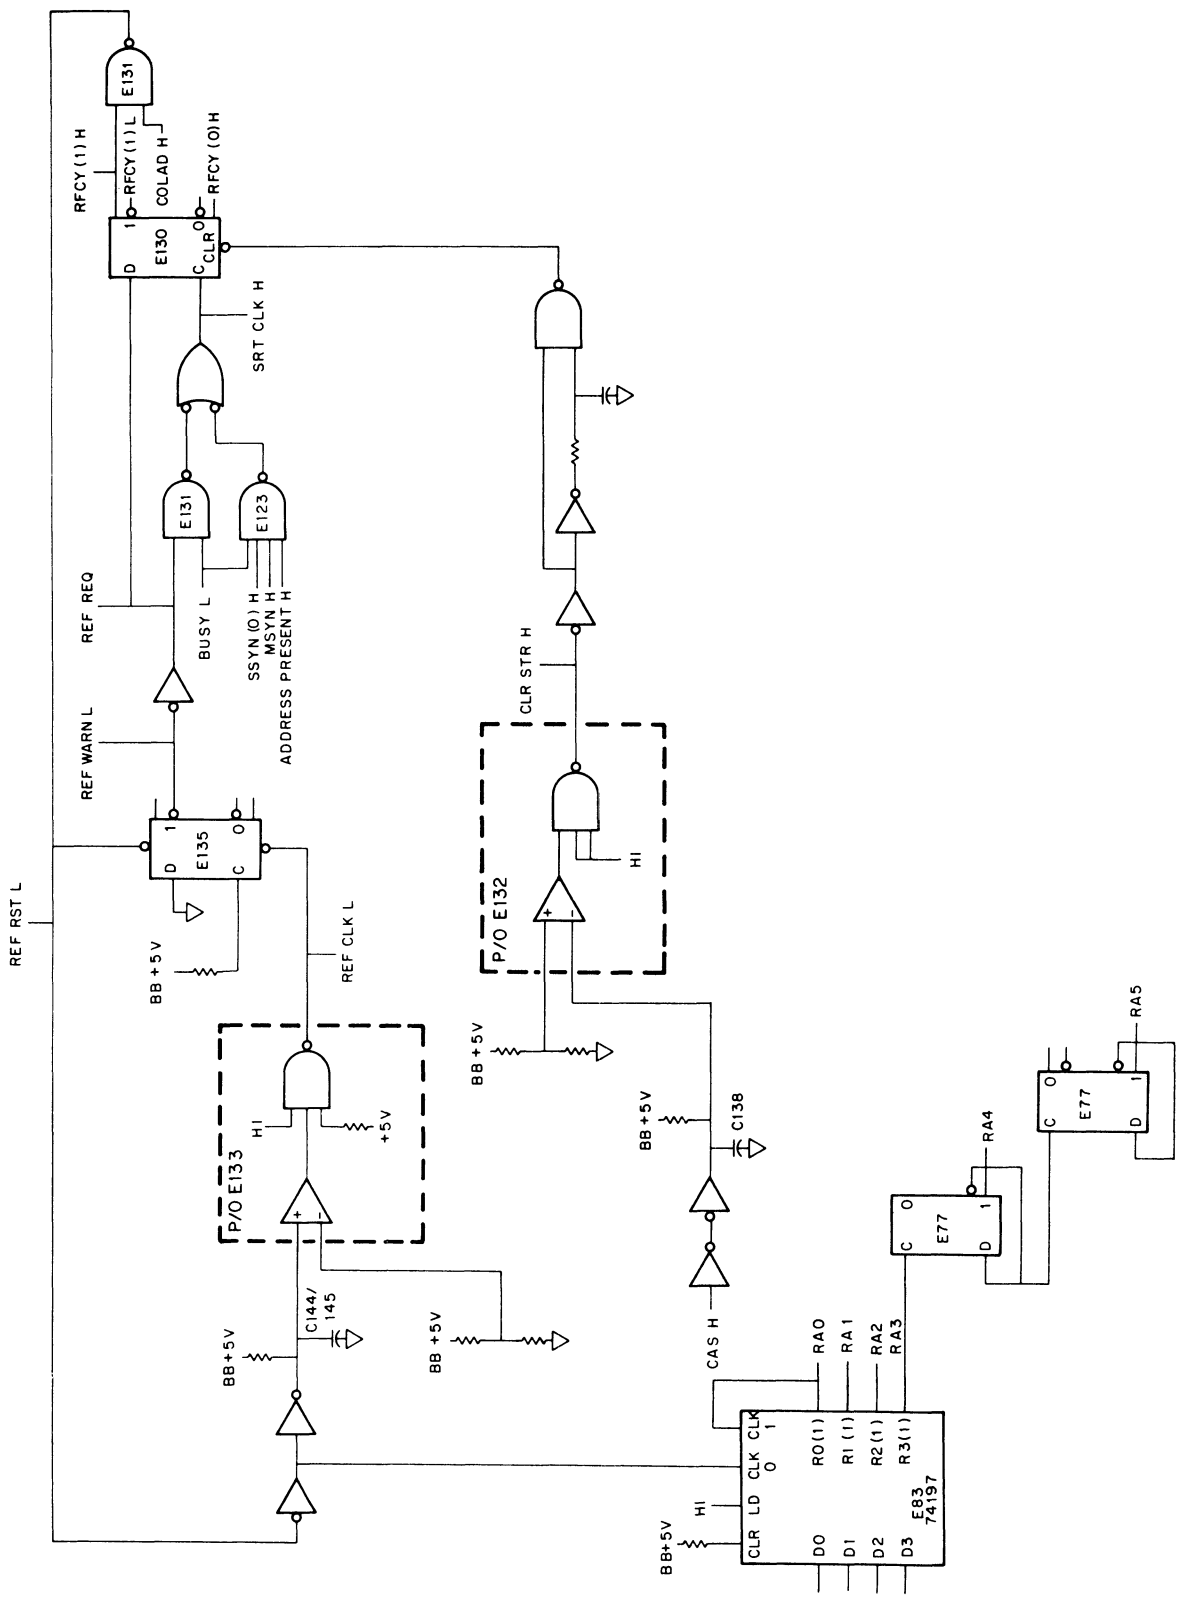 REF RST L
E131
RFCY (1) H
RFCY (1) L
COLAD H
RFCY (0) H
D
1
E130
C
0
CLR
SRT CLK H
E131
E123
REF REQ
BUSY L
SSYN (0) H
MSYN H
ADDRESS PRESENT H
REF WARN L
D
1
E135
C
0
BB+5V
REF CLK L
P/O E133
HI
+5V
+
-
C144/
145
BB+5V
BB+5V
CLR STR H
P/O E132
HI
+
-
BB+5V
BB+5V
C138
CAS H
BB+5V
HI
CLR
LD
CLK
0
CLK
1
D0
D1
D2
D3
E83
74197
R0(1)
R1(1)
R2(1)
R3(1)
RA0
RA1
RA2
RA3
C
0
E77
D
1
RA4
C
0
E77
D
1
RA5